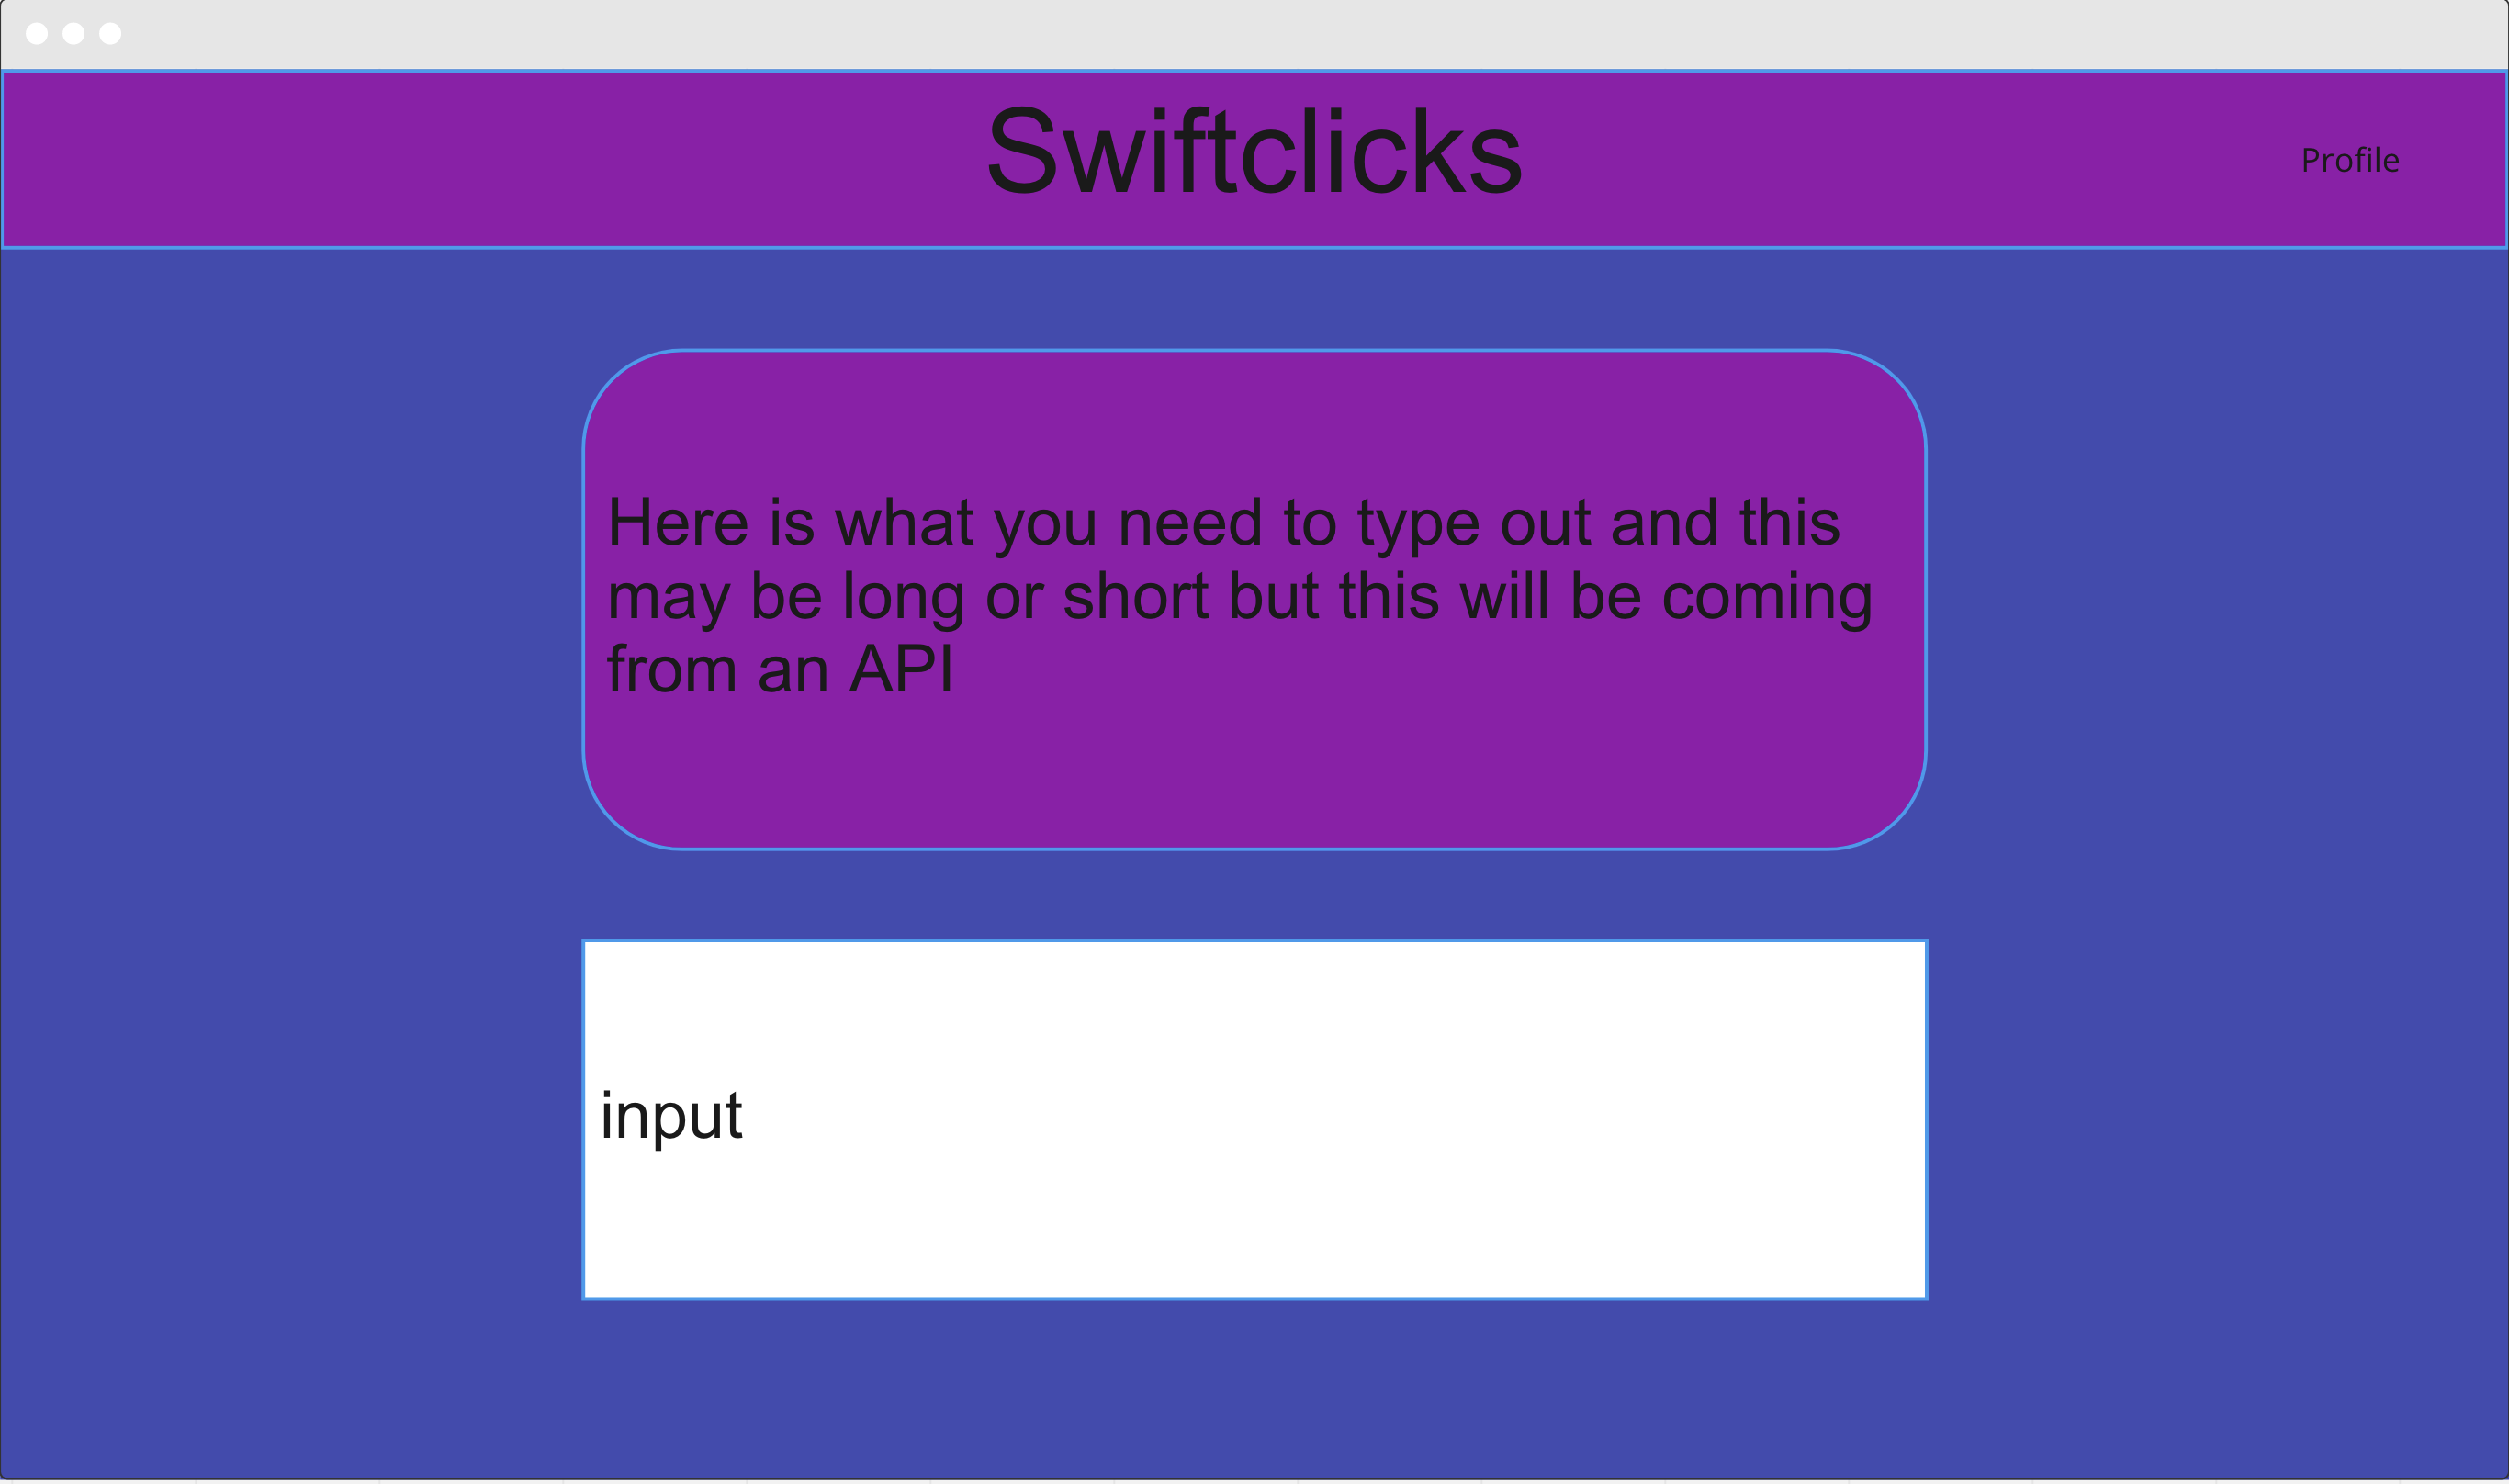 Swiftclicks
Profile
Here is what you need to type out and this
may be long or short but this will be coming
from an API
input